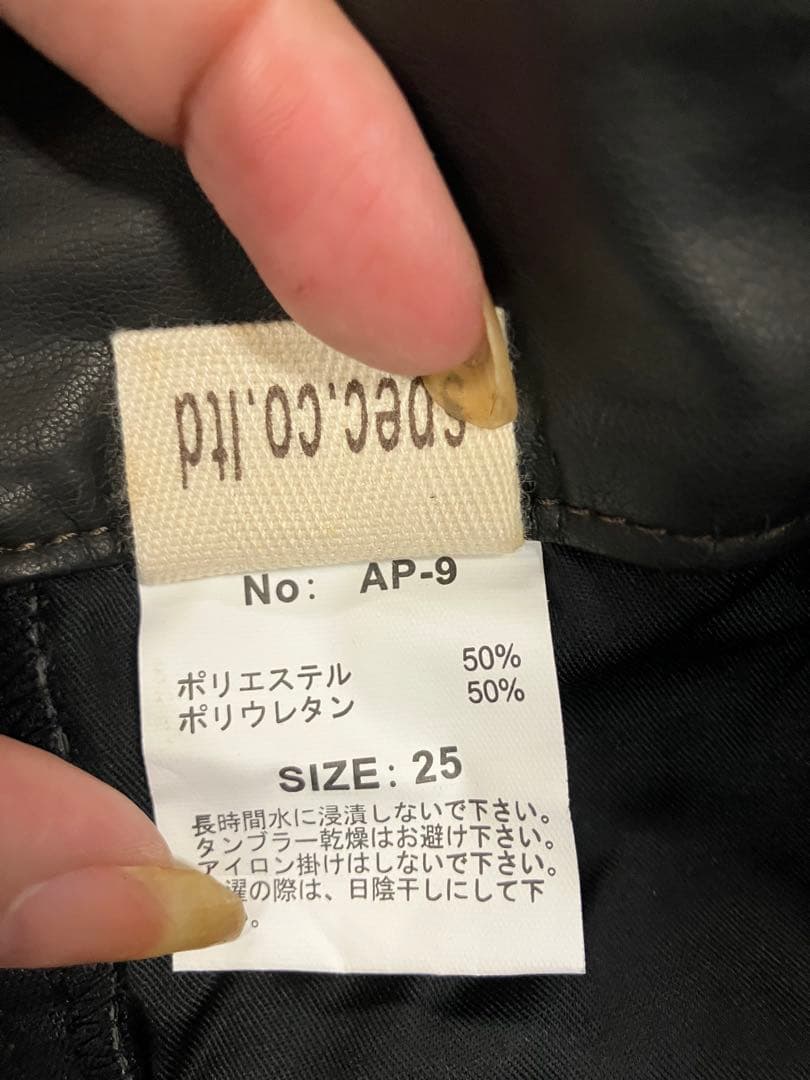 spec.co.ltd
No: AP-9
ポリエステル 50%
ポリウレタン 50%
SIZE: 25
長時間水に浸漬しないで下さい。
タンブラー乾燥はお避け下さい。
アイロン掛けはしないで下さい。
濯の際は、日陰干しにして下
。